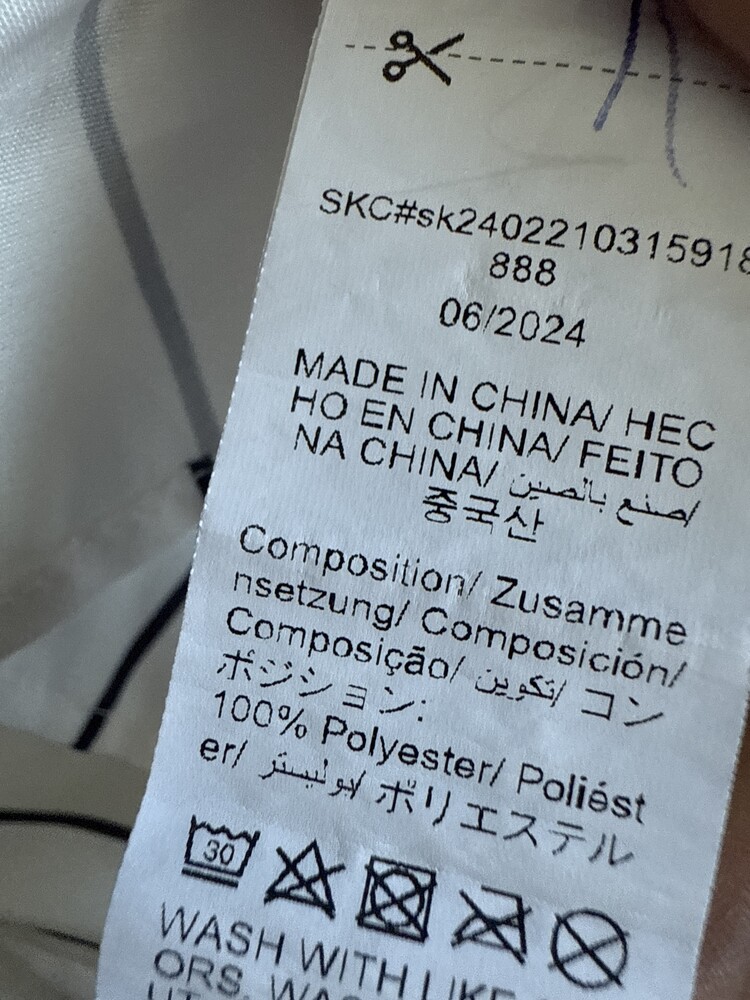 SKC#sk2402210315918
888
06/2024
MADE IN CHINA/ HEC
HO EN CHINA/ FEITO
NA CHINA/ صنع بالصين/
중국산
Composition/ Zusamme
nsetzung/ Composición/
Composição/ تكوين/ コン
ポジション:
100% Polyester/ Poliést
er/ بوليستر/ ポリエステル
30
WASH WITH LIKE
ORS, WAS